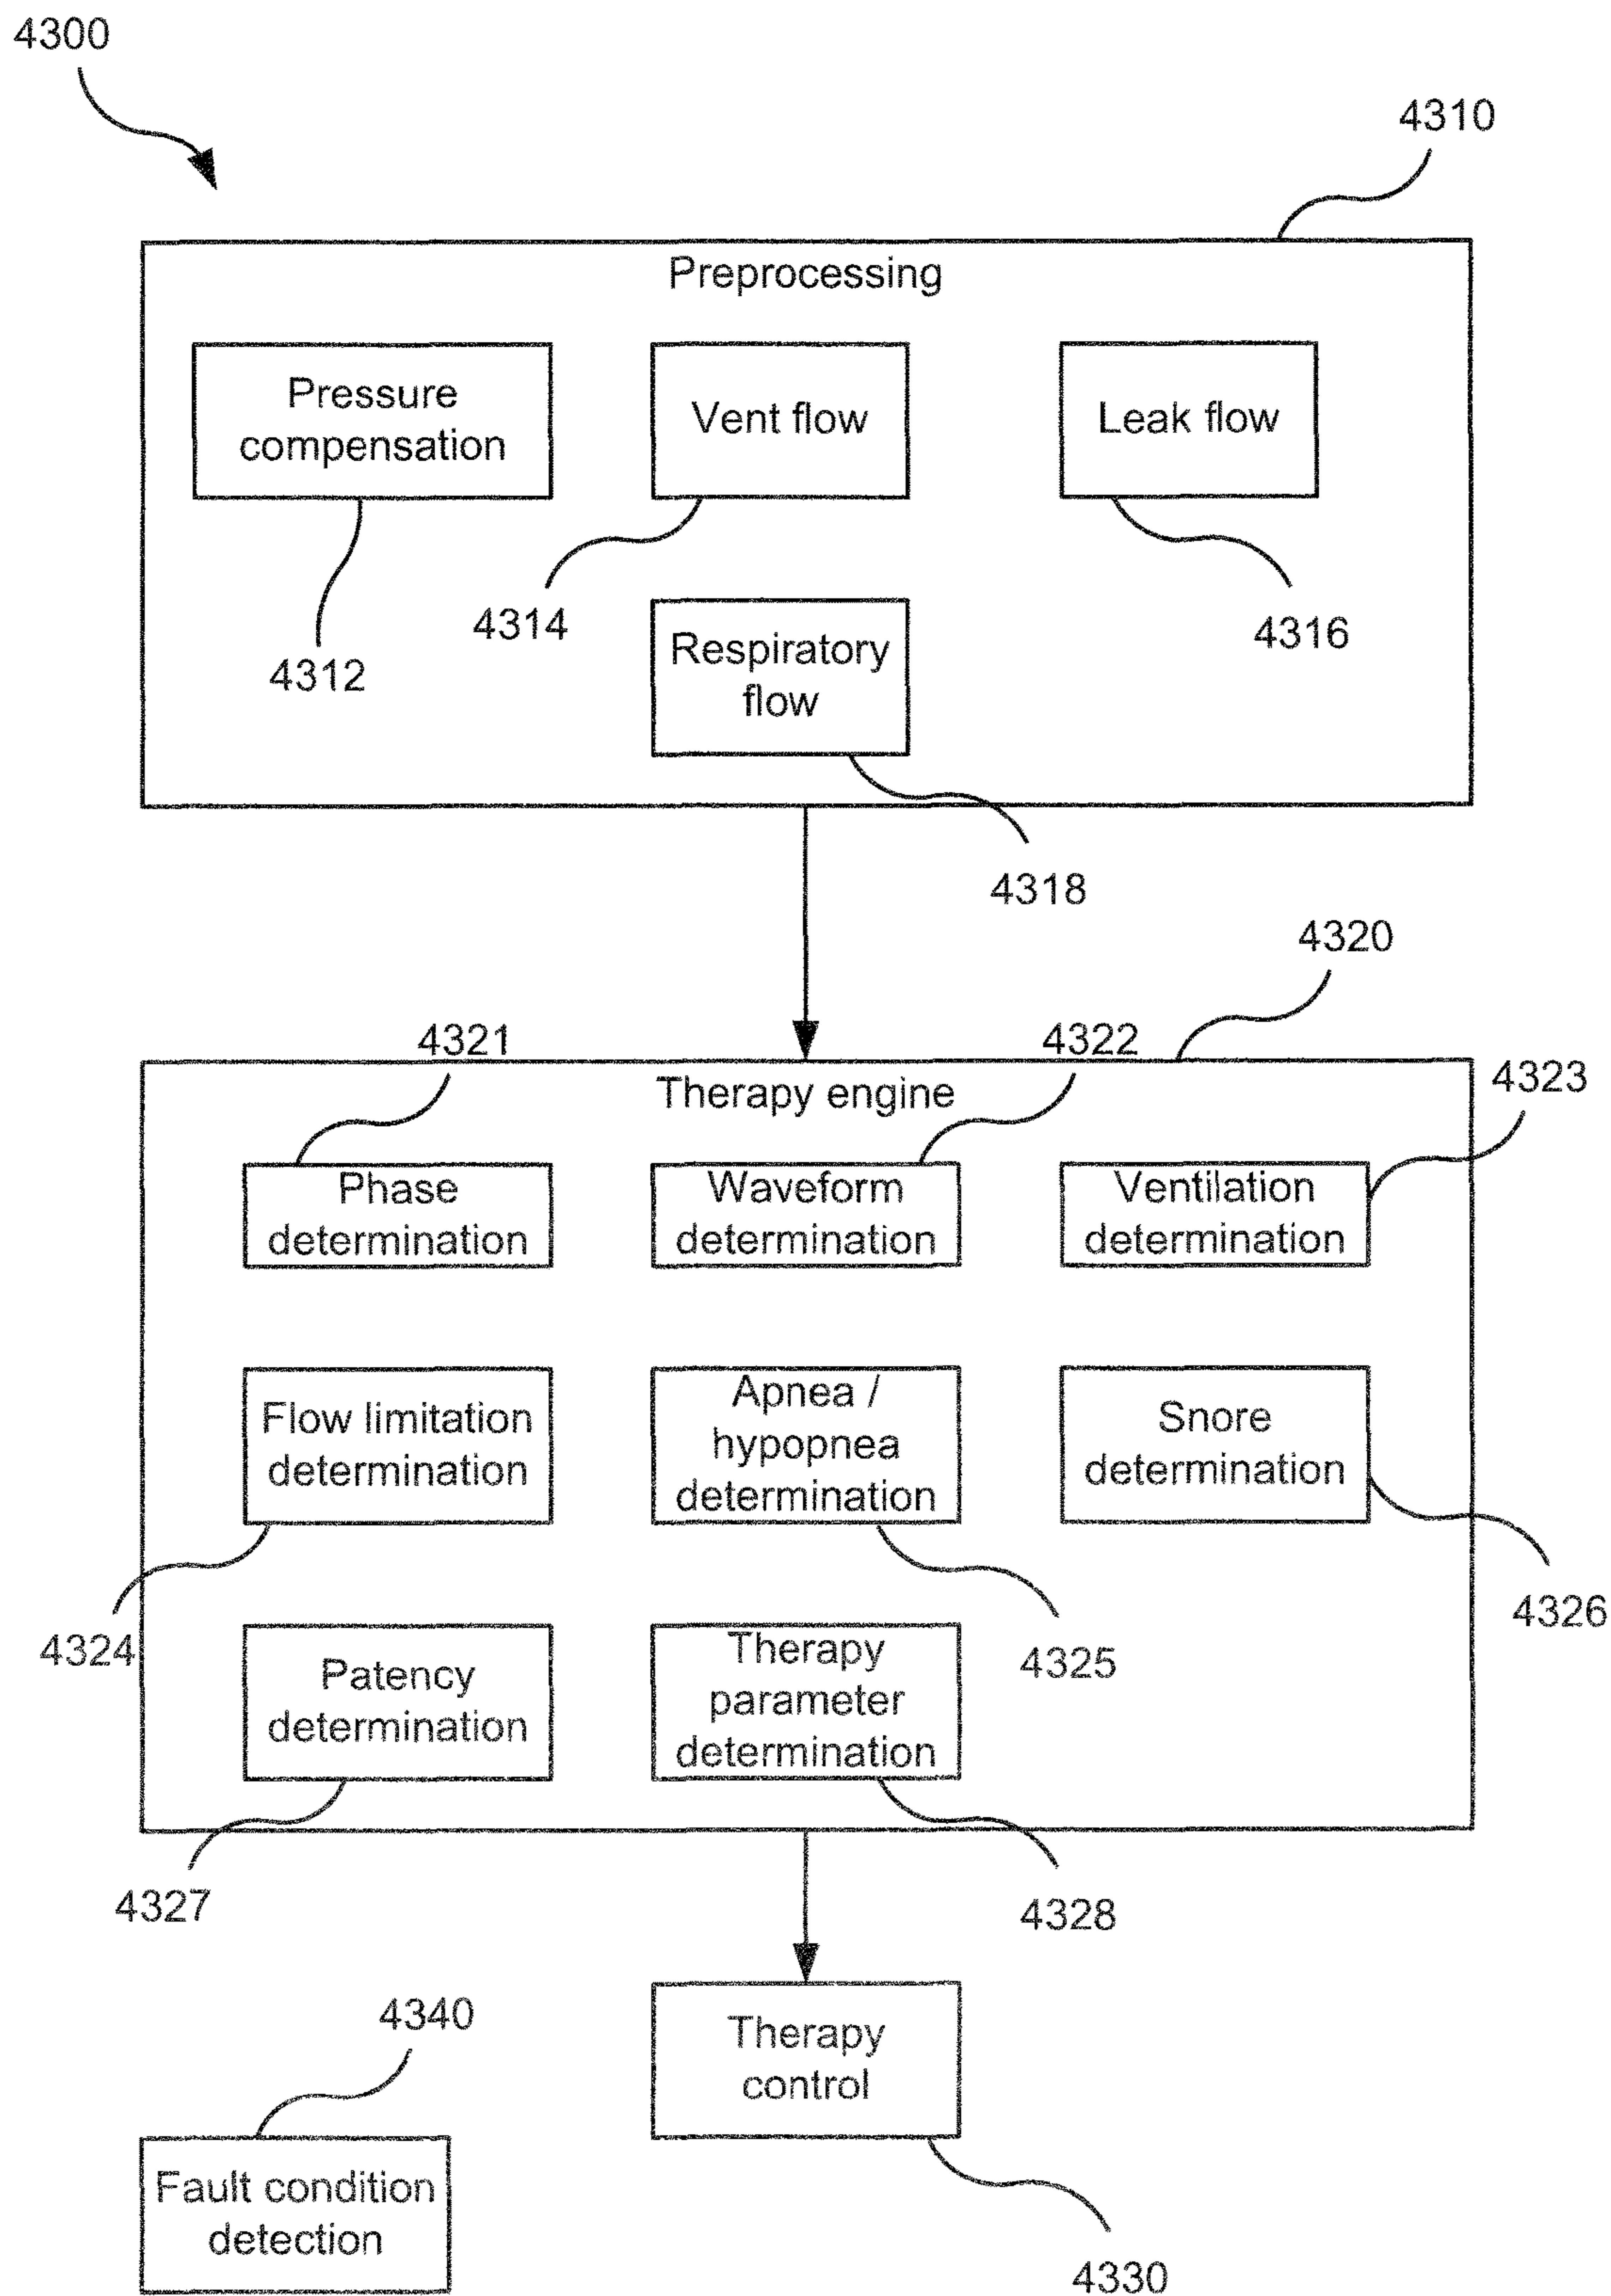 4300
4310
Preprocessing
Pressure
compensation
Vent flow
Leak flow
4312
4314
4316
Respiratory
flow
4318
4320
4321
4322
4323
Therapy engine
Phase
determination
Waveform
determination
Ventilation
determination
Flow limitation
determination
Apnea /
hypopnea
determination
Snore
determination
4324
4325
4326
Patency
determination
Therapy
parameter
determination
4327
4328
4340
Therapy
control
Fault condition
detection
4330